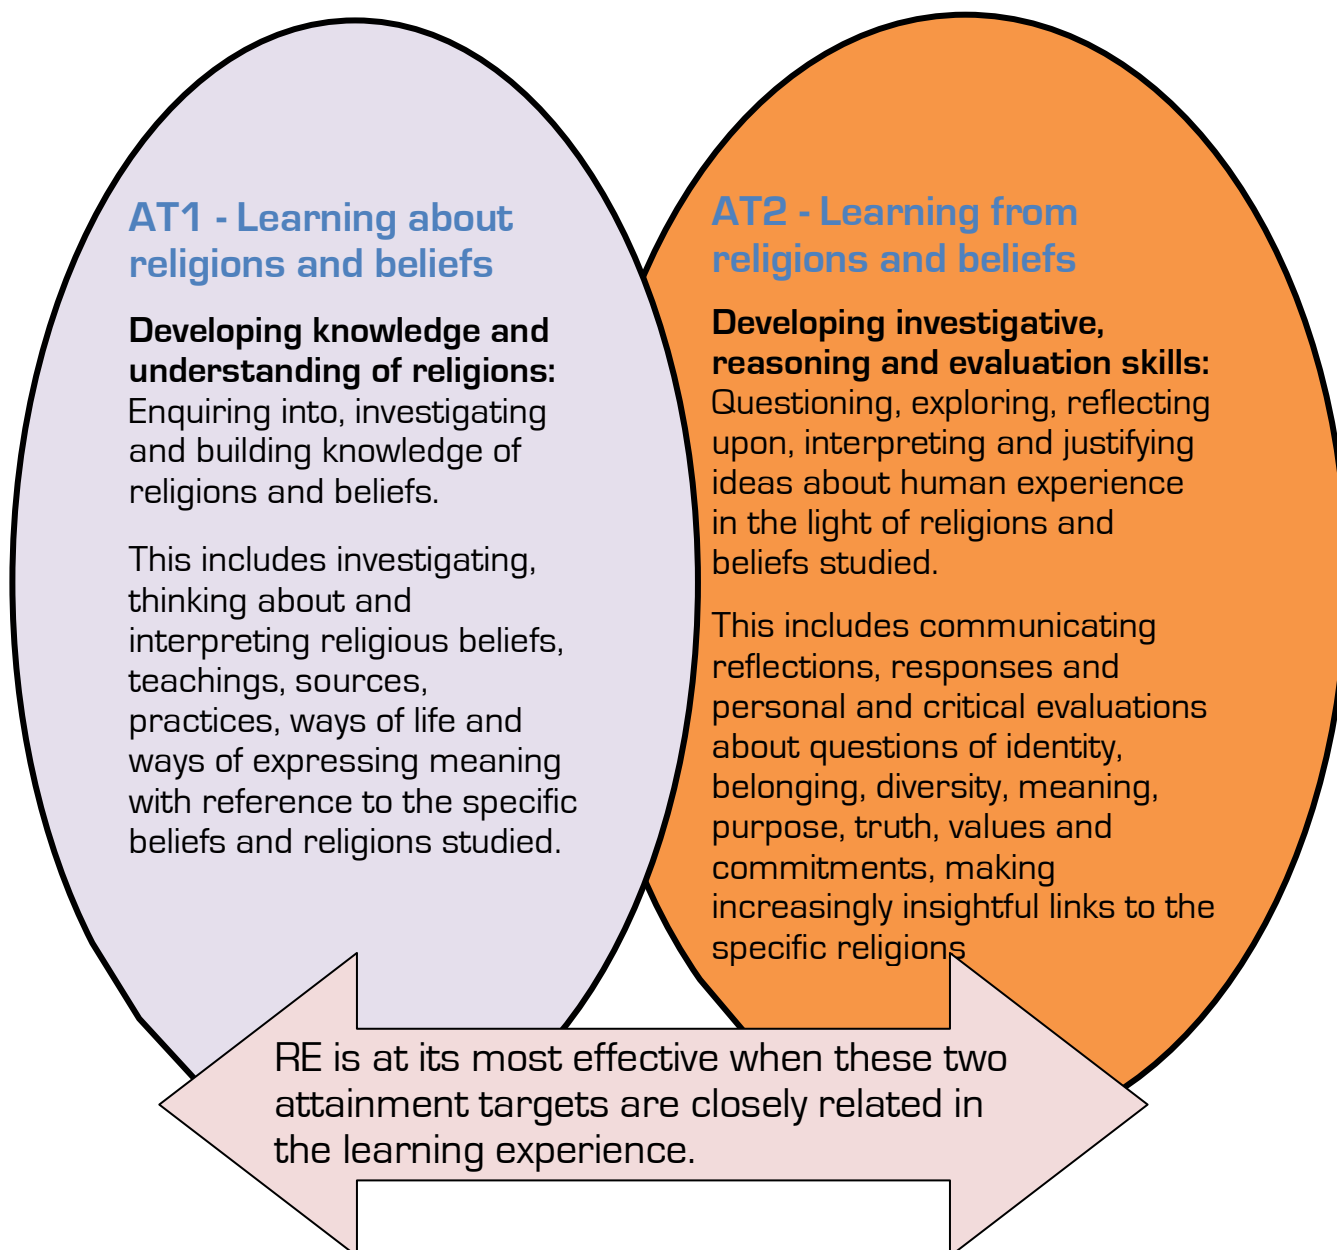 AT1 - Learning about
religions and beliefs
Developing knowledge and
understanding of religions:
Enquiring into, investigating
and building knowledge of
religions and beliefs.
This includes investigating,
thinking about and
interpreting religious beliefs,
teachings, sources,
practices, ways of life and
ways of expressing meaning
with reference to the specific
beliefs and religions studied.
AT2 - Learning from
religions and beliefs
Developing investigative,
reasoning and evaluation skills:
Questioning, exploring, reflecting
upon, interpreting and justifying
ideas about human experience
in the light of religions and
beliefs studied.
This includes communicating
reflections, responses and
personal and critical evaluations
about questions of identity,
belonging, diversity, meaning,
purpose, truth, values and
commitments, making
increasingly insightful links to the
specific religions
RE is at its most effective when these two
attainment targets are closely related in
the learning experience.